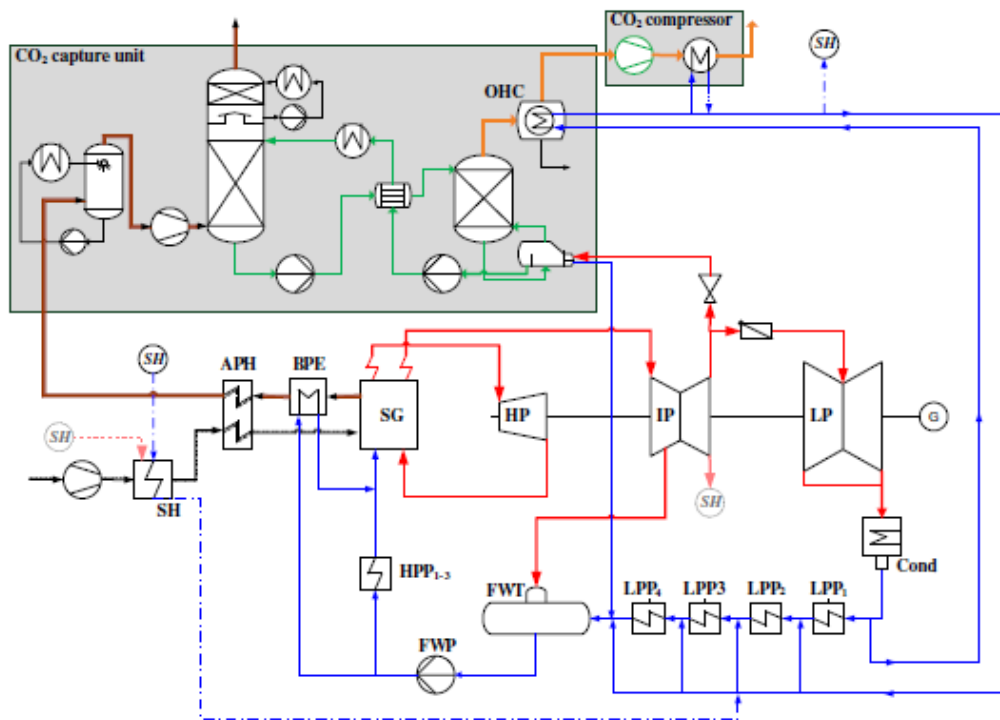 CO₂ compressor
CO₂ capture unit
SH
OHC
SH
APH
BPE
SG
HP
IP
LP
G
SH
SH
SH
Cond
HPP₁₋₃
FWT
LPP₄
LPP3
LPP₂
LPP₁
FWP